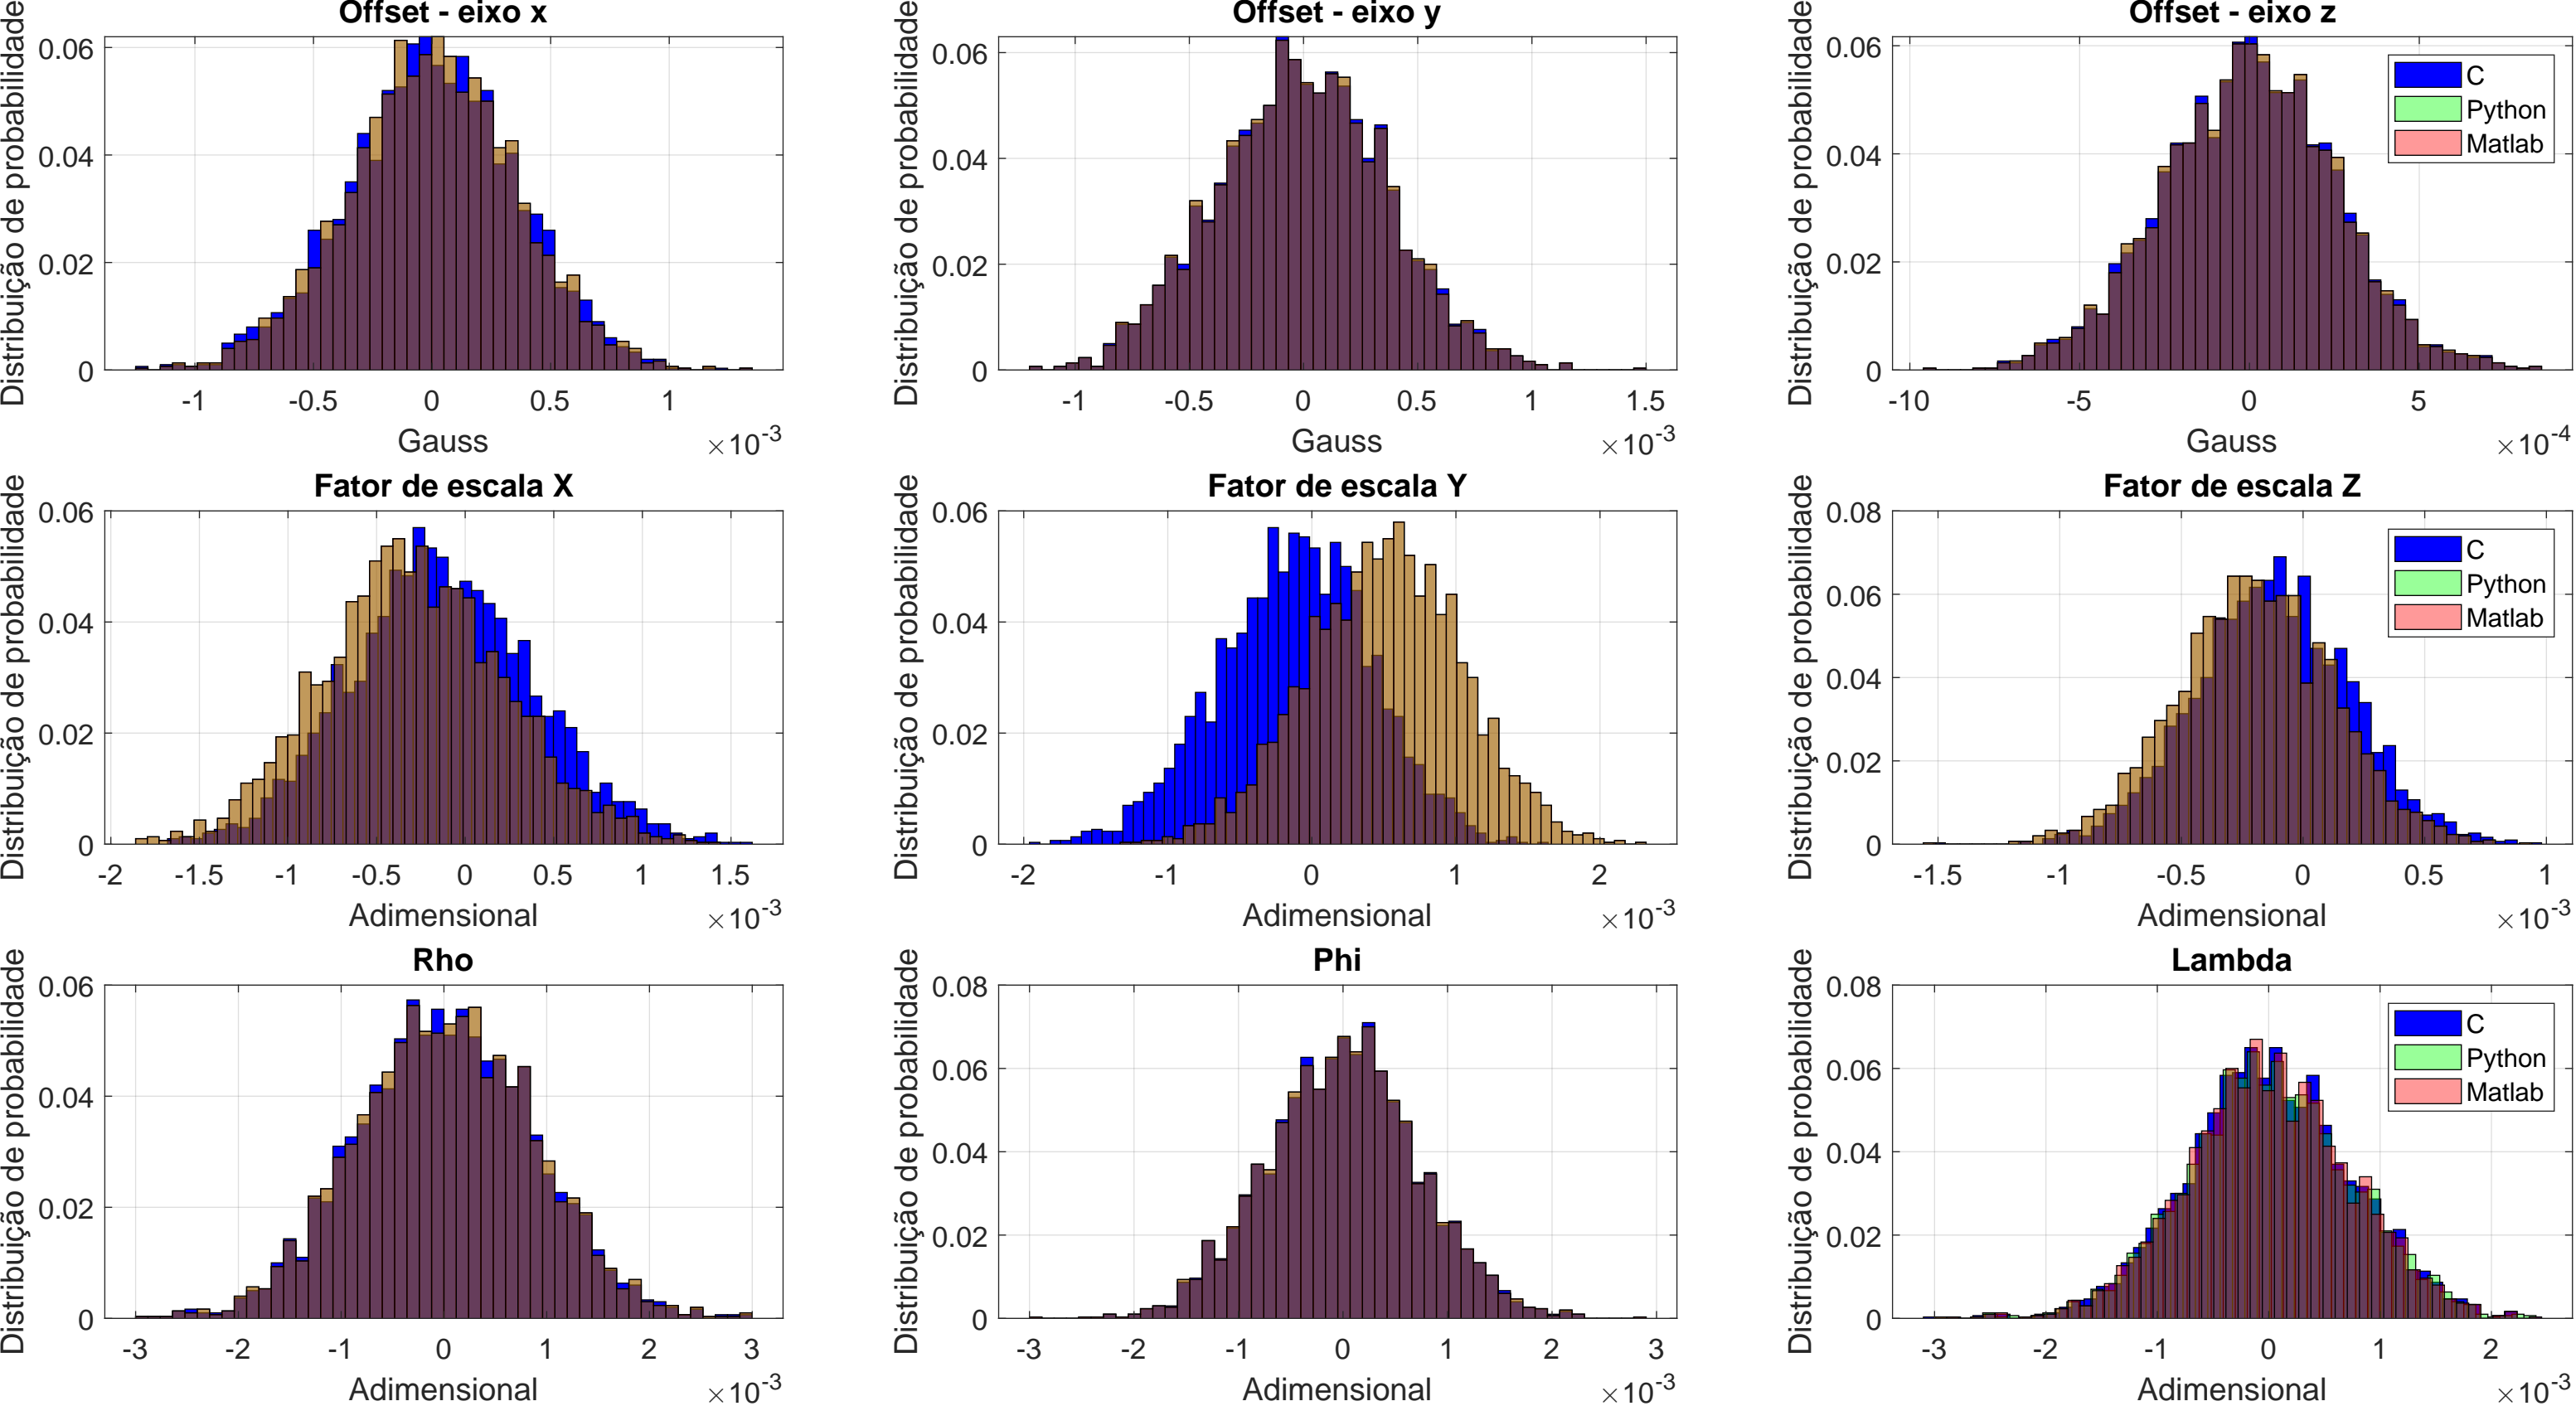 Offset - eixo x
Distribuição de probabilidade
0.06
0.04
0.02
0
-1 -0.5 0 0.5 1
Gauss
×10-3
Offset - eixo y
Distribuição de probabilidade
0.06
0.04
0.02
0
-1 -0.5 0 0.5 1 1.5
Gauss
×10-3
Offset - eixo z
Distribuição de probabilidade
0.06
0.04
0.02
0
-10 -5 0 5
Gauss
×10-4
C
Python
Matlab
Fator de escala X
Distribuição de probabilidade
0.06
0.04
0.02
0
-2 -1.5 -1 -0.5 0 0.5 1 1.5
Adimensional
×10-3
Fator de escala Y
Distribuição de probabilidade
0.06
0.04
0.02
0
-2 -1 0 1 2
Adimensional
×10-3
Fator de escala Z
Distribuição de probabilidade
0.08
0.06
0.04
0.02
0
-1.5 -1 -0.5 0 0.5 1
Adimensional
×10-3
C
Python
Matlab
Rho
Distribuição de probabilidade
0.06
0.04
0.02
0
-3 -2 -1 0 1 2 3
Adimensional
×10-3
Phi
Distribuição de probabilidade
0.08
0.06
0.04
0.02
0
-3 -2 -1 0 1 2 3
Adimensional
×10-3
Lambda
Distribuição de probabilidade
0.08
0.06
0.04
0.02
0
-3 -2 -1 0 1 2
Adimensional
×10-3
C
Python
Matlab